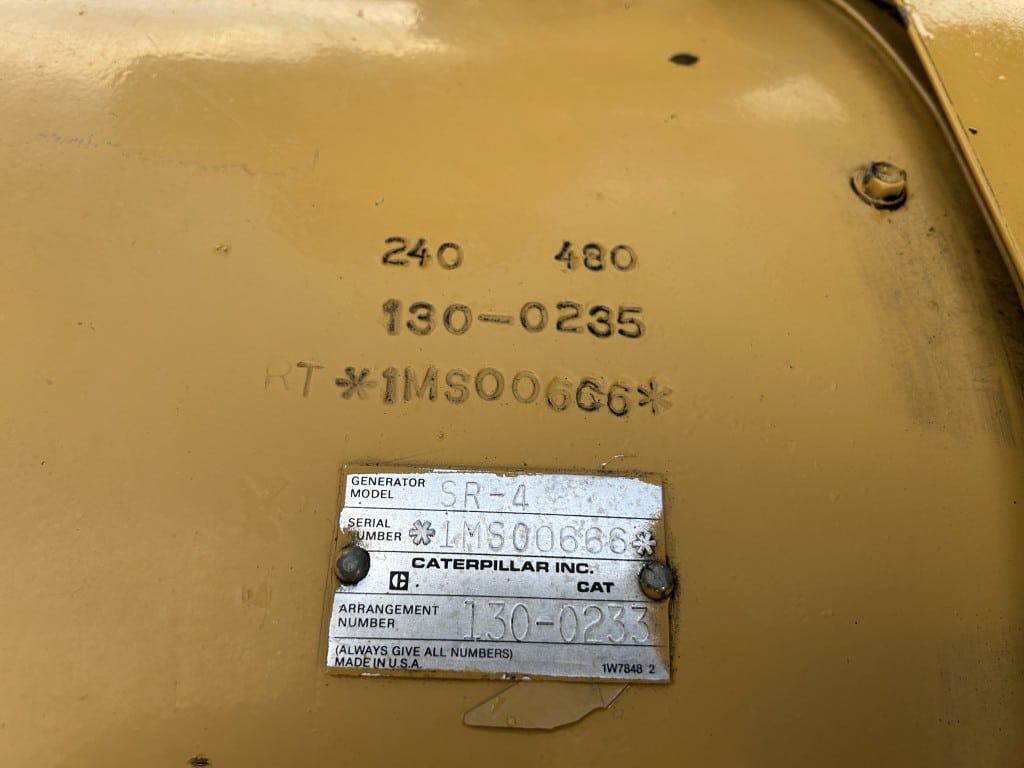 240 480
130-0235
RT *1MS00666*
GENERATOR MODEL SR-4
SERIAL NUMBER *1MS00666*
CATERPILLAR INC.
C CAT
ARRANGEMENT NUMBER 130-0233
(ALWAYS GIVE ALL NUMBERS)
MADE IN U.S.A. 1W7848 2